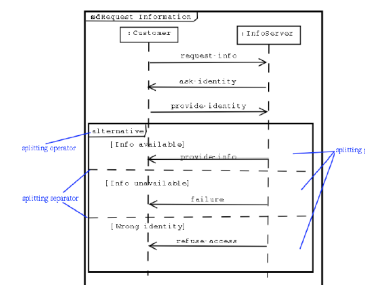 sd Request Information
: Customer
: InfoServer
request-info
ask-identity
provide-identity
alternative
splitting operator
[Info available]
provide-info
splitting
splitting separator
[Info unavailable]
failure
[Wrong identity]
refuse-access